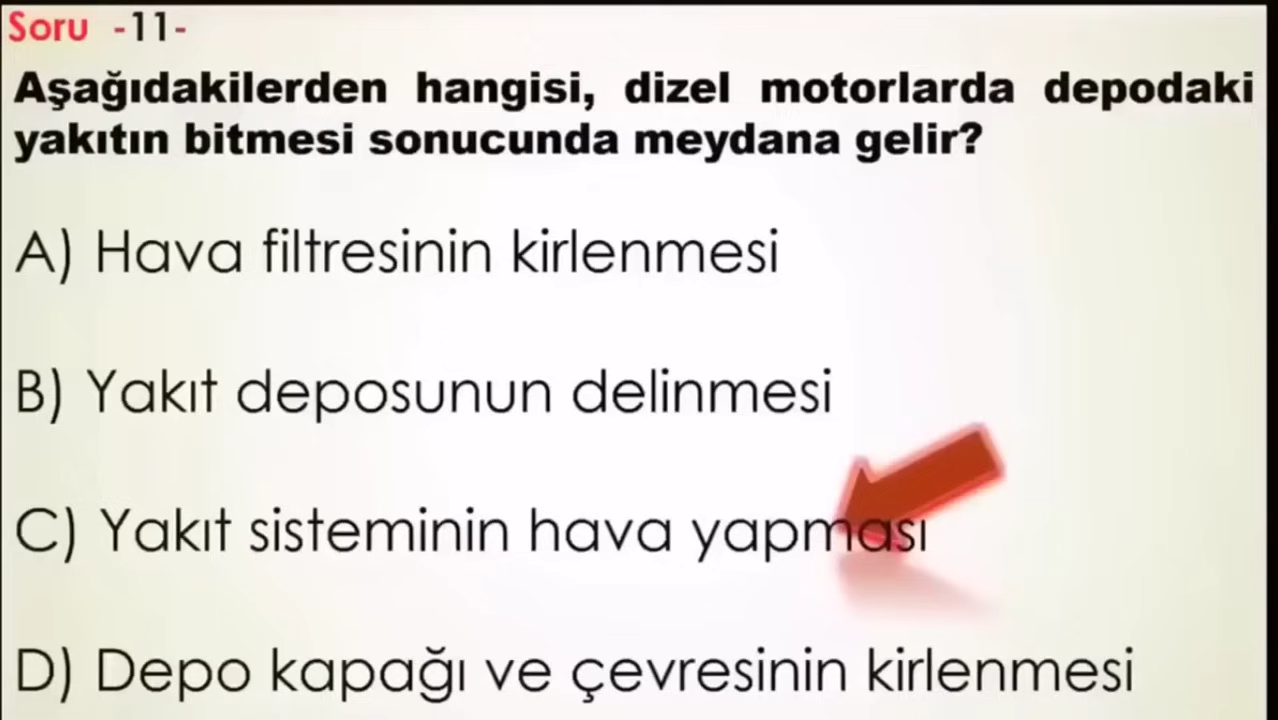 Soru -11-
Aşağıdakilerden hangisi, dizel motorlarda depodaki
yakıtın bitmesi sonucunda meydana gelir?
A) Hava filtresinin kirlenmesi
B) Yakıt deposunun delinmesi
C) Yakıt sisteminin hava yapması
D) Depo kapağı ve çevresinin kirlenmesi